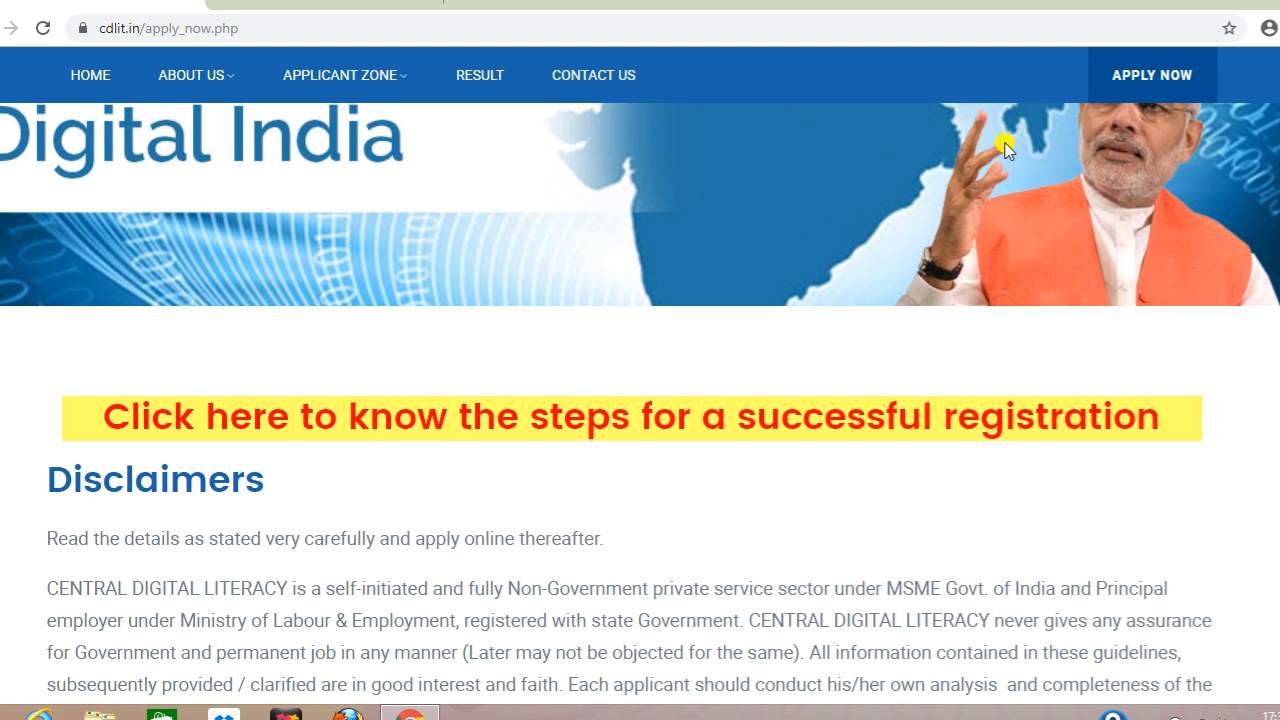 cdlit.in/apply_now.php
HOME ABOUT US APPLICANT ZONE RESULT CONTACT US APPLY NOW
Digital India
Click here to know the steps for a successful registration
Disclaimers
Read the details as stated very carefully and apply online thereafter.
CENTRAL DIGITAL LITERACY is a self-initiated and fully Non-Government private service sector under MSME Govt. of India and Principal
employer under Ministry of Labour & Employment, registered with state Government. CENTRAL DIGITAL LITERACY never gives any assurance
for Government and permanent job in any manner (Later may not be objected for the same). All information contained in these guidelines,
subsequently provided / clarified are in good interest and faith. Each applicant should conduct his/her own analysis and completeness of the